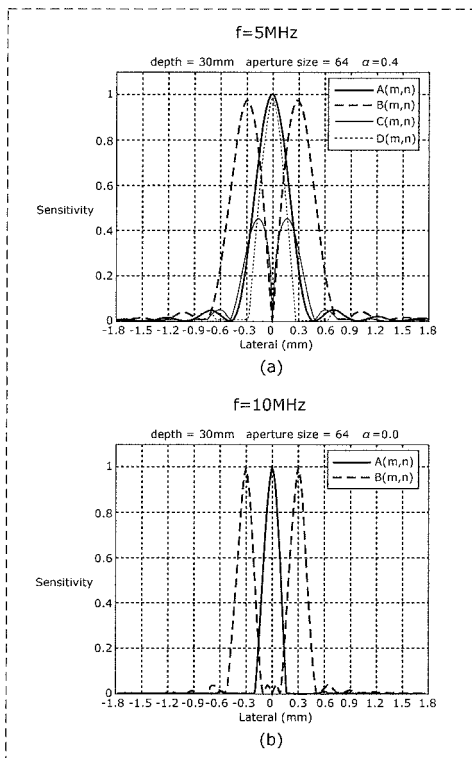 f=5MHz
depth = 30mm aperture size = 64 α=0.4
1
0.8
0.6
Sensitivity
0.4
0.2
0
A(m,n)
B(m,n)
C(m,n)
D(m,n)
-1.8 -1.5 -1.2 -0.9 -0.6 -0.3 0 0.3 0.6 0.9 1.2 1.5 1.8
Lateral (mm)
(a)
f=10MHz
depth = 30mm aperture size = 64 α=0.0
1
0.8
0.6
Sensitivity
0.4
0.2
0
A(m,n)
B(m,n)
-1.8 -1.5 -1.2 -0.9 -0.6 -0.3 0 0.3 0.6 0.9 1.2 1.5 1.8
Lateral (mm)
(b)